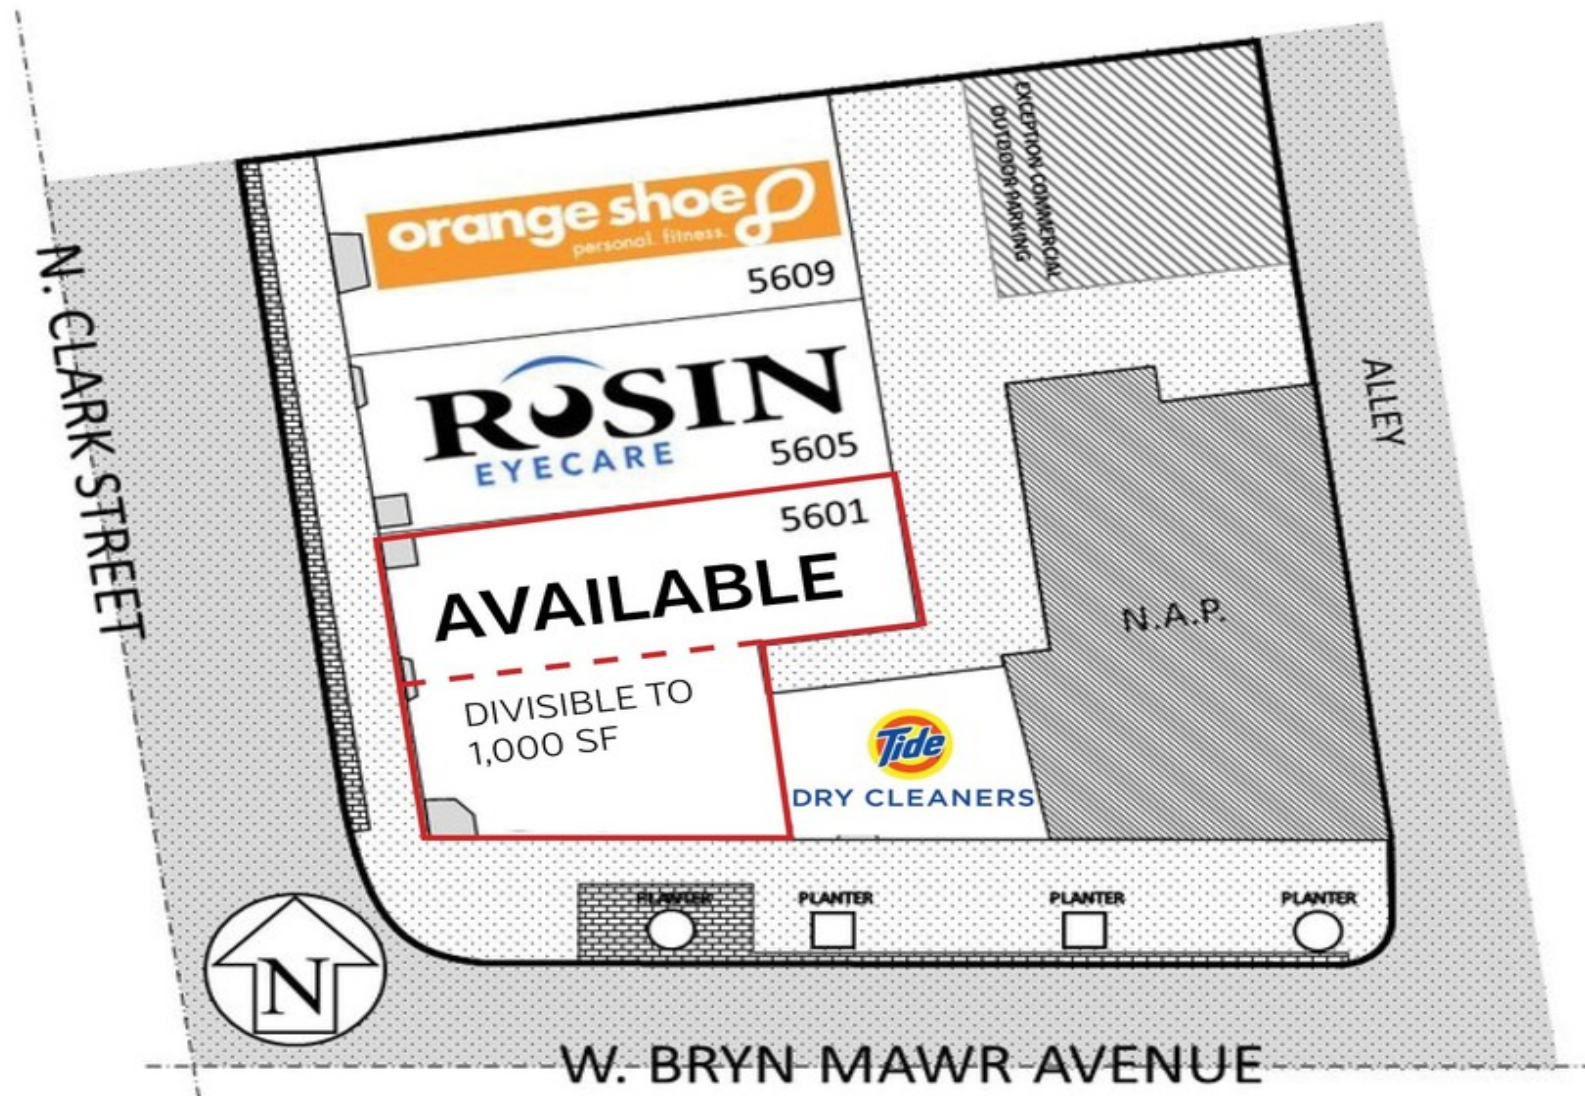 EXCEPTION COMMERCIAL
OUTDOOR PARKING
orange shoe
personal. fitness.
5609
ROSIN
EYECARE
5605
5601
AVAILABLE
DIVISIBLE TO
1,000 SF
Tide
DRY CLEANERS
N.A.P.
N. CLARK STREET
ALLEY
PLANTER
PLANTER
PLANTER
PLANTER
N
W. BRYN MAWR AVENUE